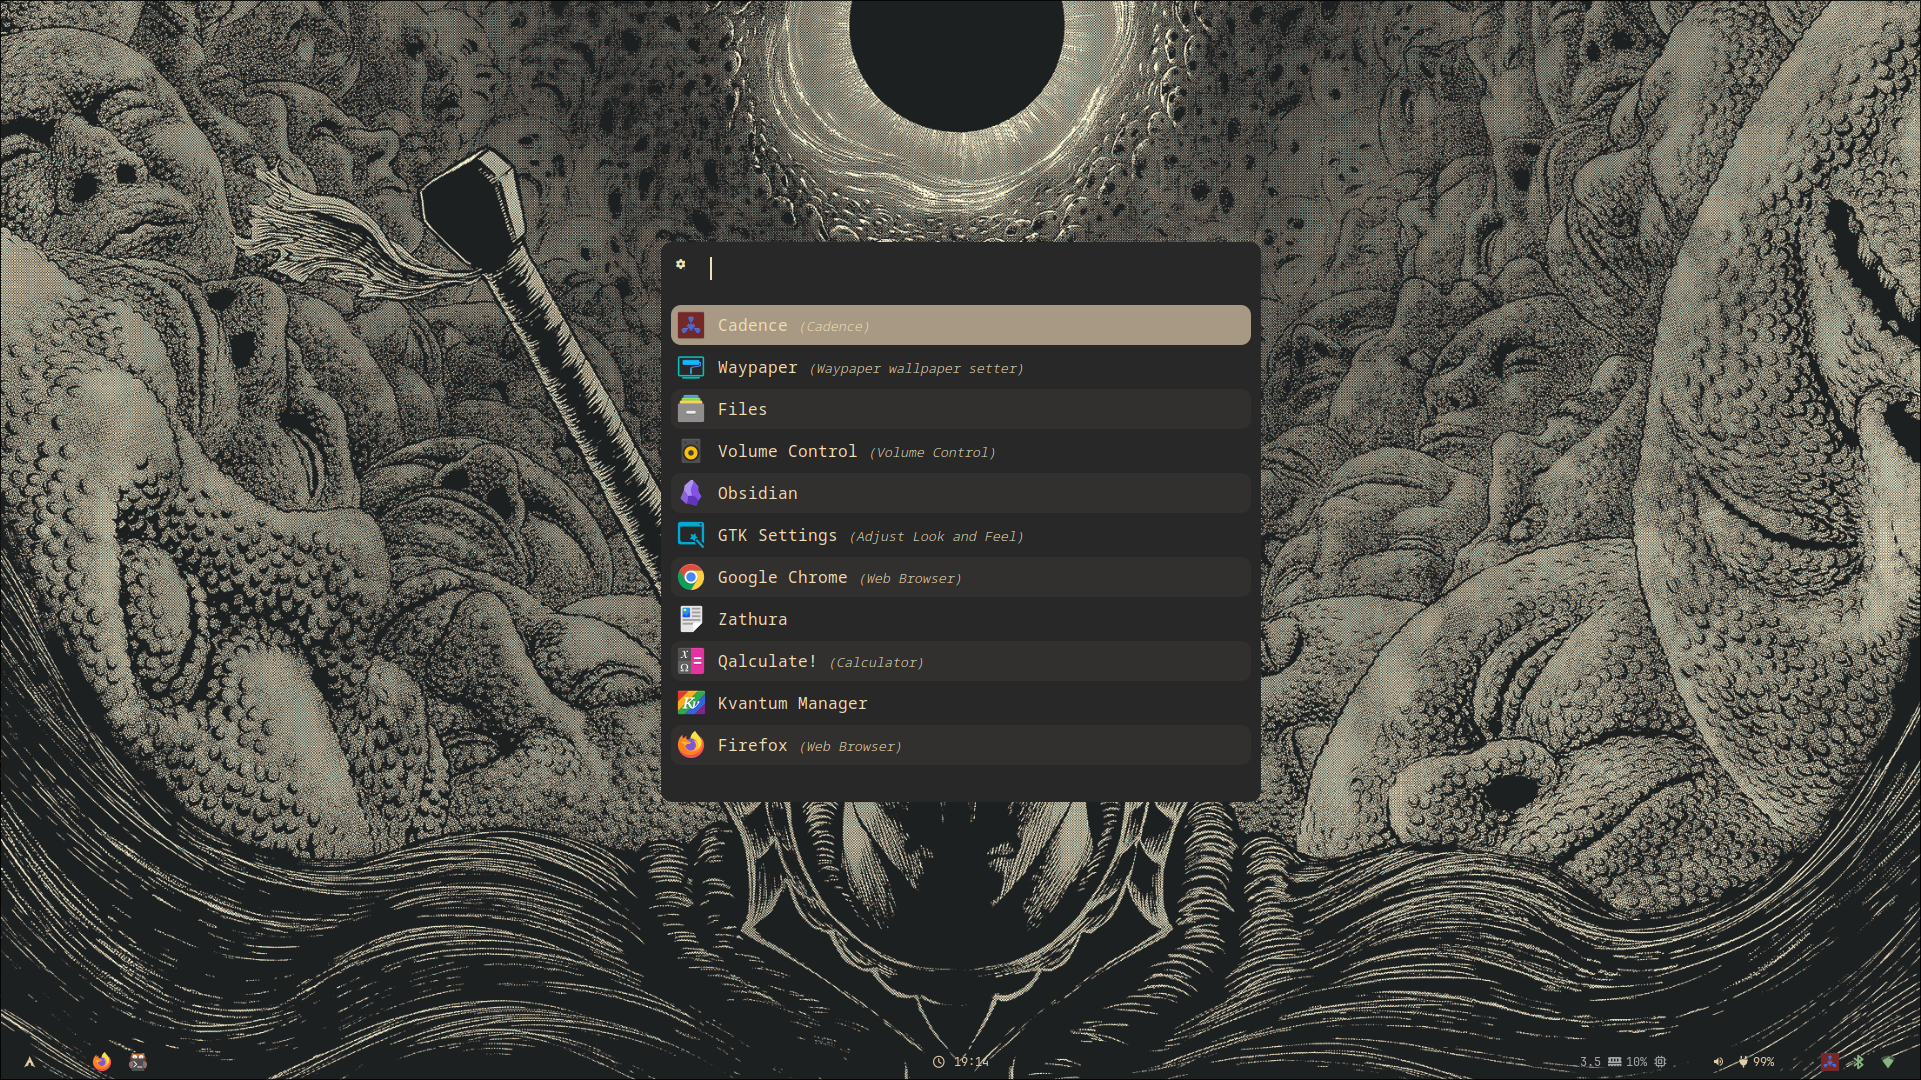 Cadence (Cadence)
Waypaper (Waypaper wallpaper setter)
Files
Volume Control (Volume Control)
Obsidian
GTK Settings (Adjust Look and Feel)
Google Chrome (Web Browser)
Zathura
Qalculate! (Calculator)
Kvantum Manager
Firefox (Web Browser)
19:14 3.5 10% 99%